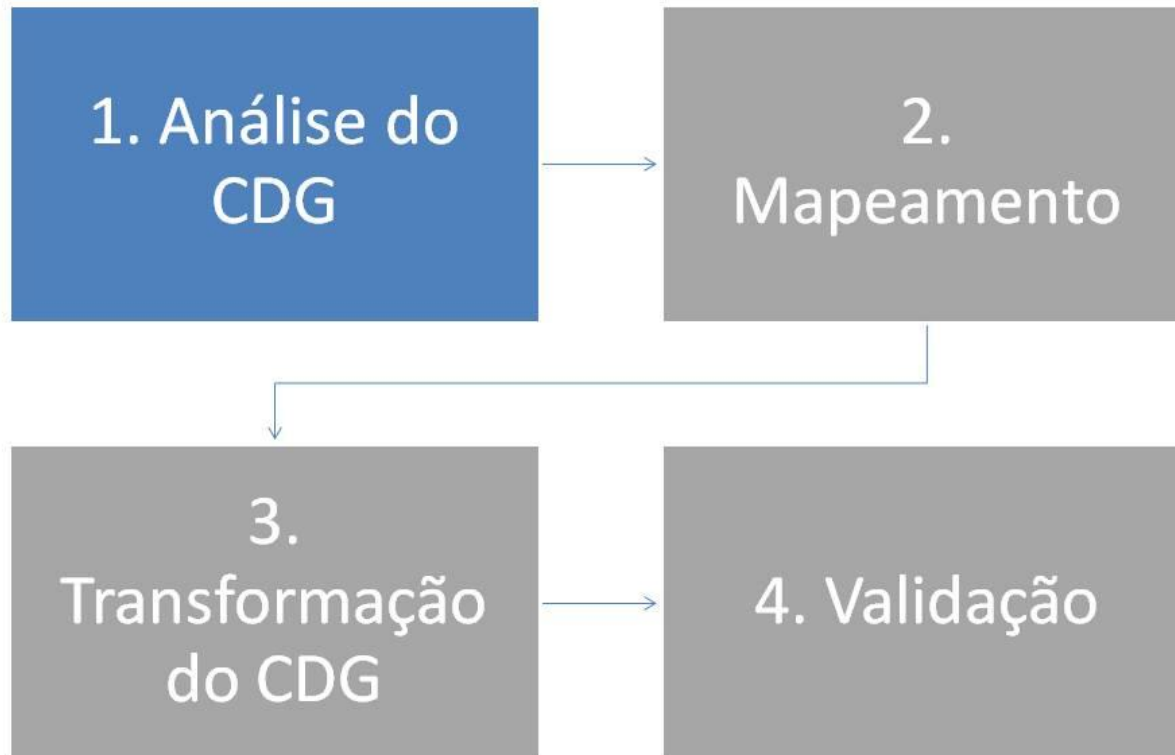 1. Análise do
CDG
2.
Mapeamento
3.
Transformação
do CDG
4. Validação